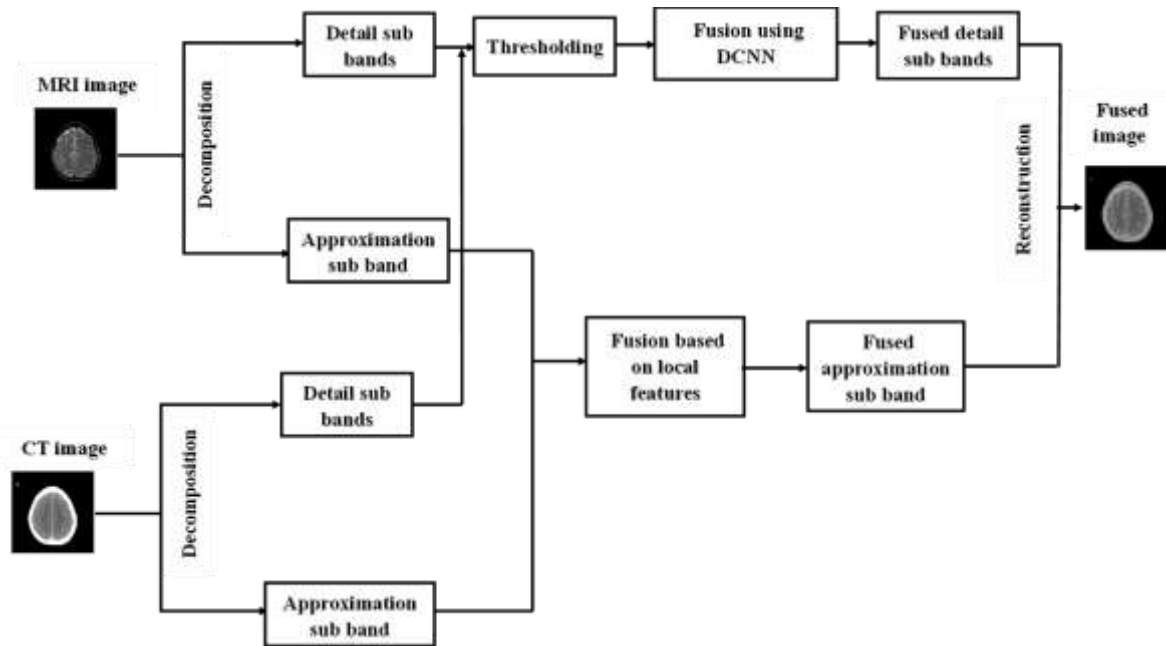 MRI image
Decomposition
Detail sub
bands
Thresholding
Fusion using
DCNN
Fused detail
sub bands
Approximation
sub band
Reconstruction
Fused
image
CT image
Decomposition
Detail sub
bands
Approximation
sub band
Fusion based
on local
features
Fused
approximation
sub band